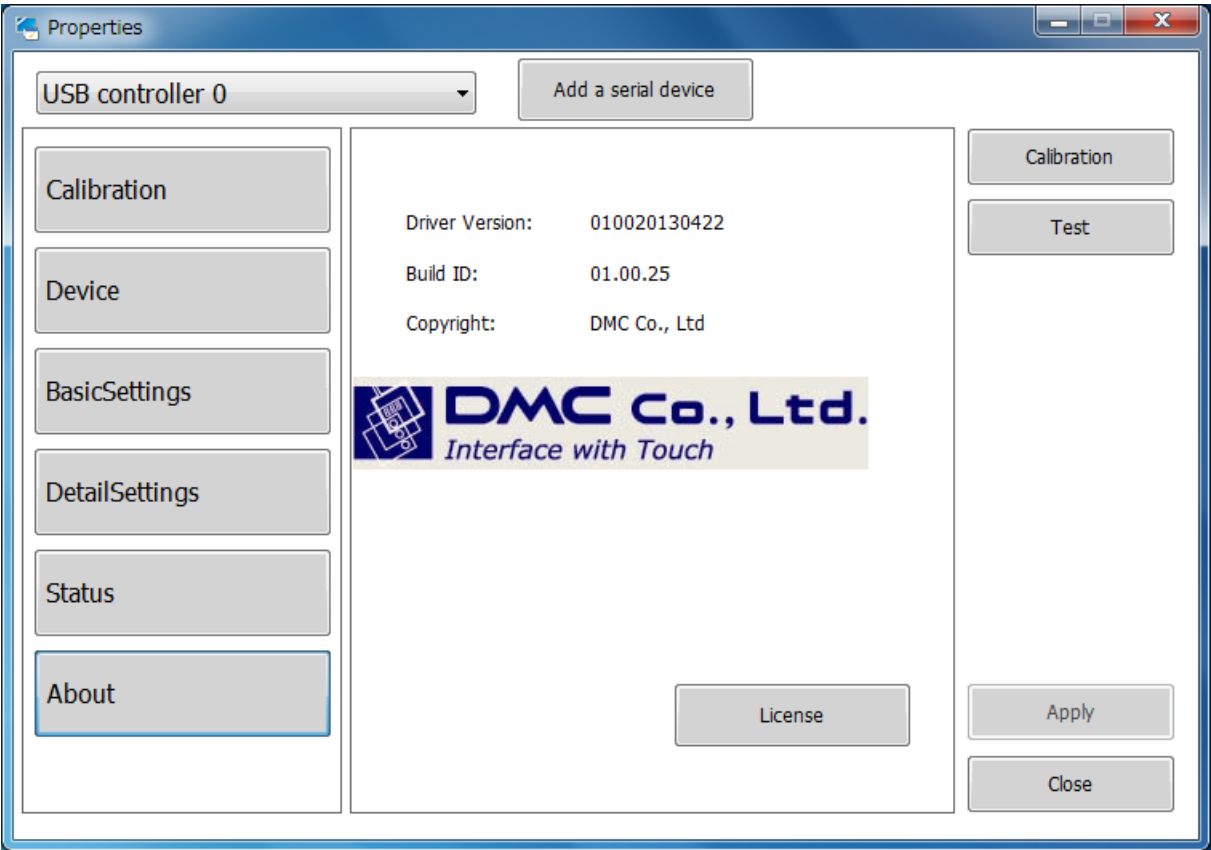 Properties
USB controller 0
Add a serial device
Calibration
Device
BasicSettings
DetailSettings
Status
About
Driver Version: 010020130422
Build ID: 01.00.25
Copyright: DMC Co., Ltd
DMC Co., Ltd.
Interface with Touch
License
Calibration
Test
Apply
Close